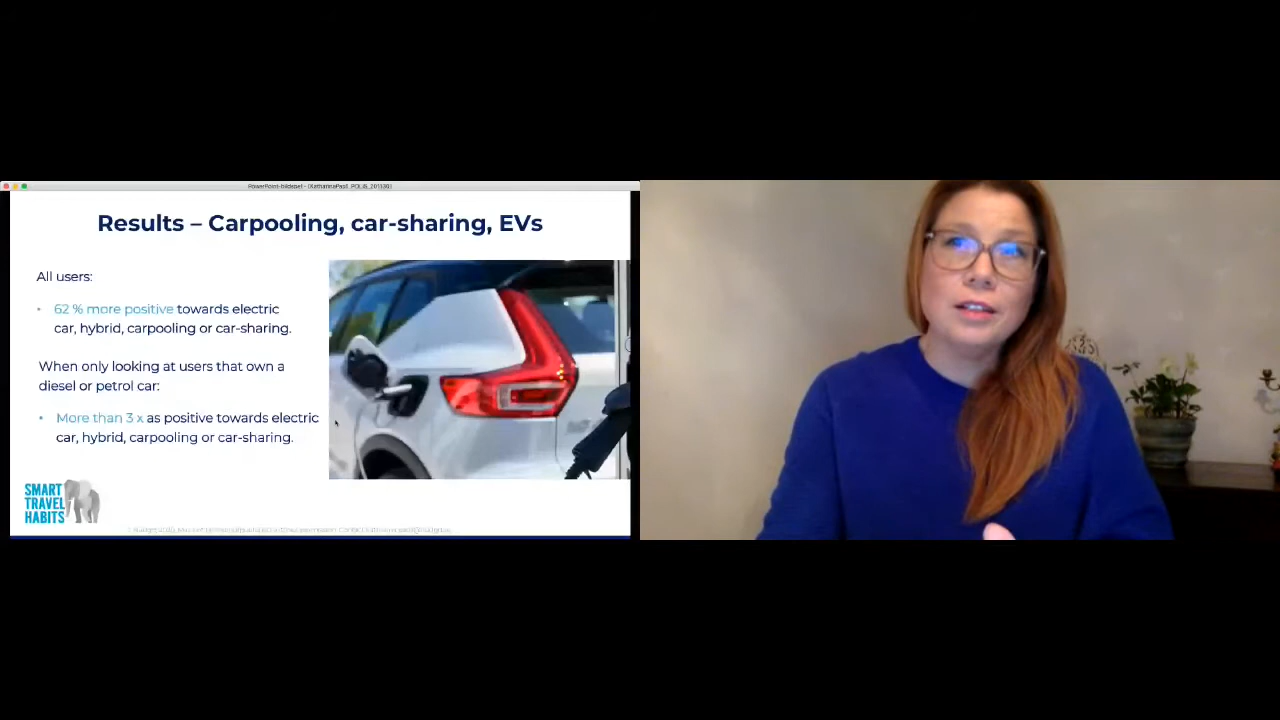 Results – Carpooling, car-sharing, EVs
All users:
• 62 % more positive towards electric
car, hybrid, carpooling or car-sharing.
When only looking at users that own a
diesel or petrol car:
• More than 3 x as positive towards electric
car, hybrid, carpooling or car-sharing.
SMART
TRAVEL
HABITS